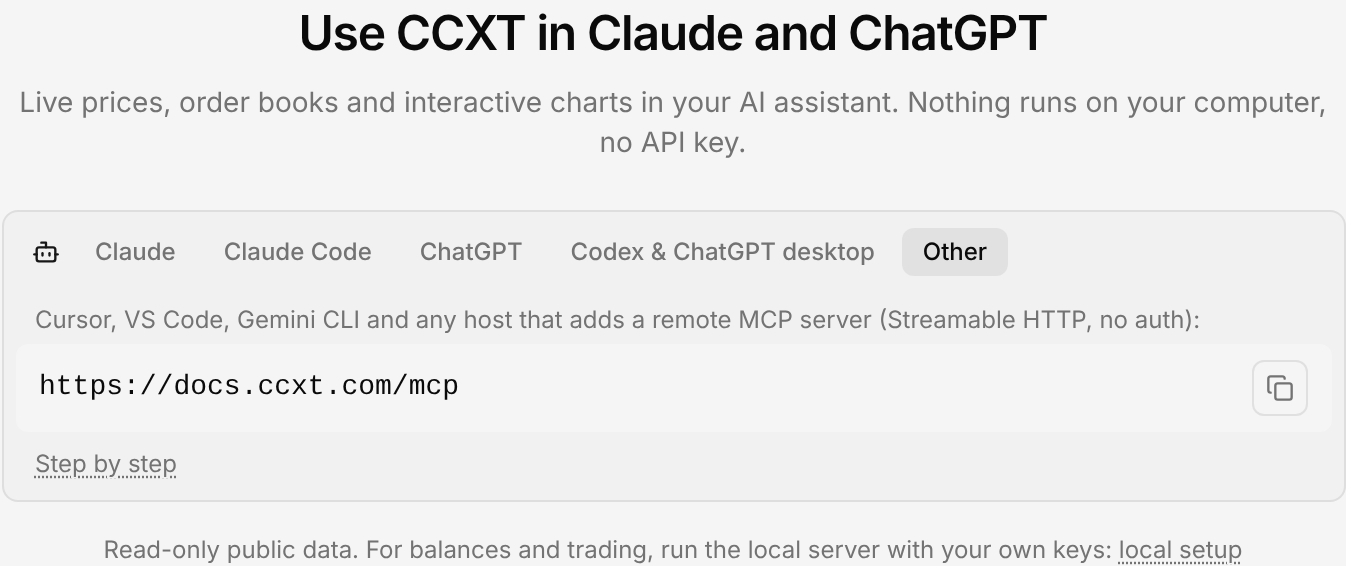 Use CCXT in Claude and ChatGPT
Live prices, order books and interactive charts in your AI assistant. Nothing runs on your computer,
no API key.
Claude Claude Code ChatGPT Codex & ChatGPT desktop Other
Cursor, VS Code, Gemini CLI and any host that adds a remote MCP server (Streamable HTTP, no auth):
https://docs.ccxt.com/mcp
Step by step
Read-only public data. For balances and trading, run the local server with your own keys: local setup